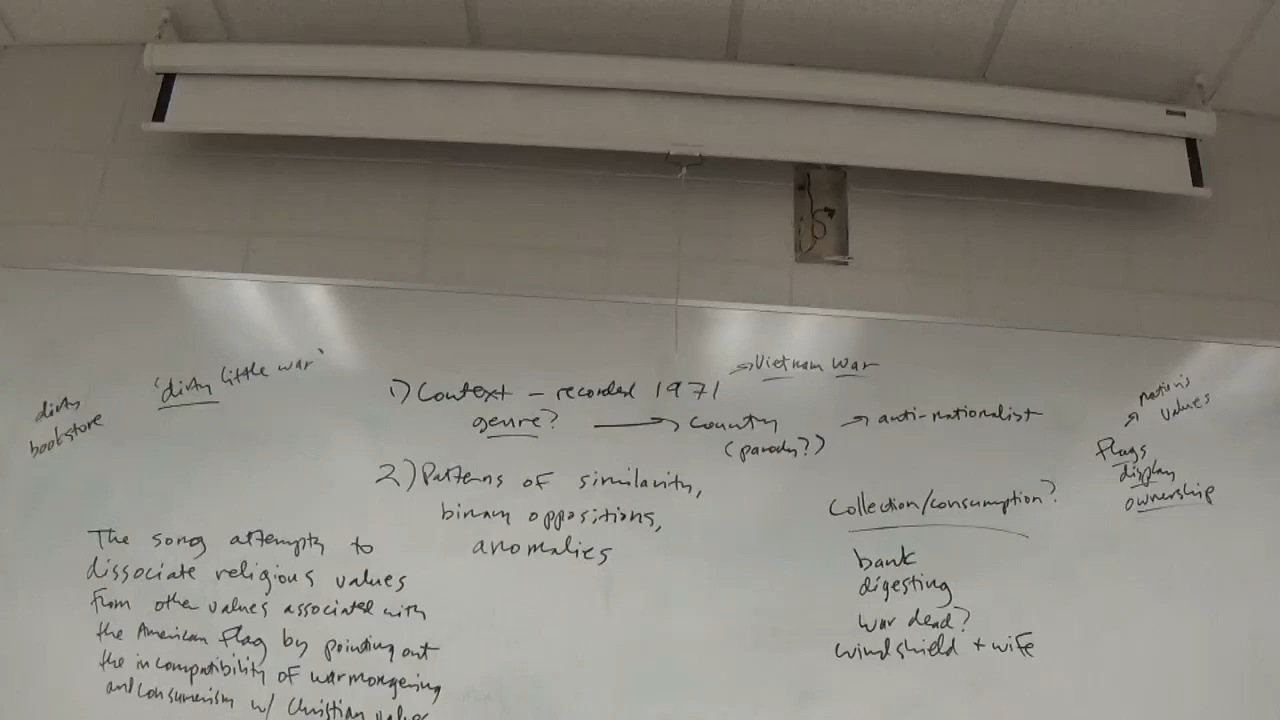 dirty
bookstore
'dirty little war'
1) Context – recorded 1971
→ Vietnam War
genre? → Country → anti-nationalist
(parody?)
2) Patterns of similarity,
binary oppositions,
anomalies
The song attempts to
dissociate religious values
from other values associated with
the American flag by pointing out
the incompatibility of warmongering
and consumerism w/ Christian values
Collection/consumption?
bank
digesting
war dead?
windshield + wife
nation's
values
flags
display
ownership